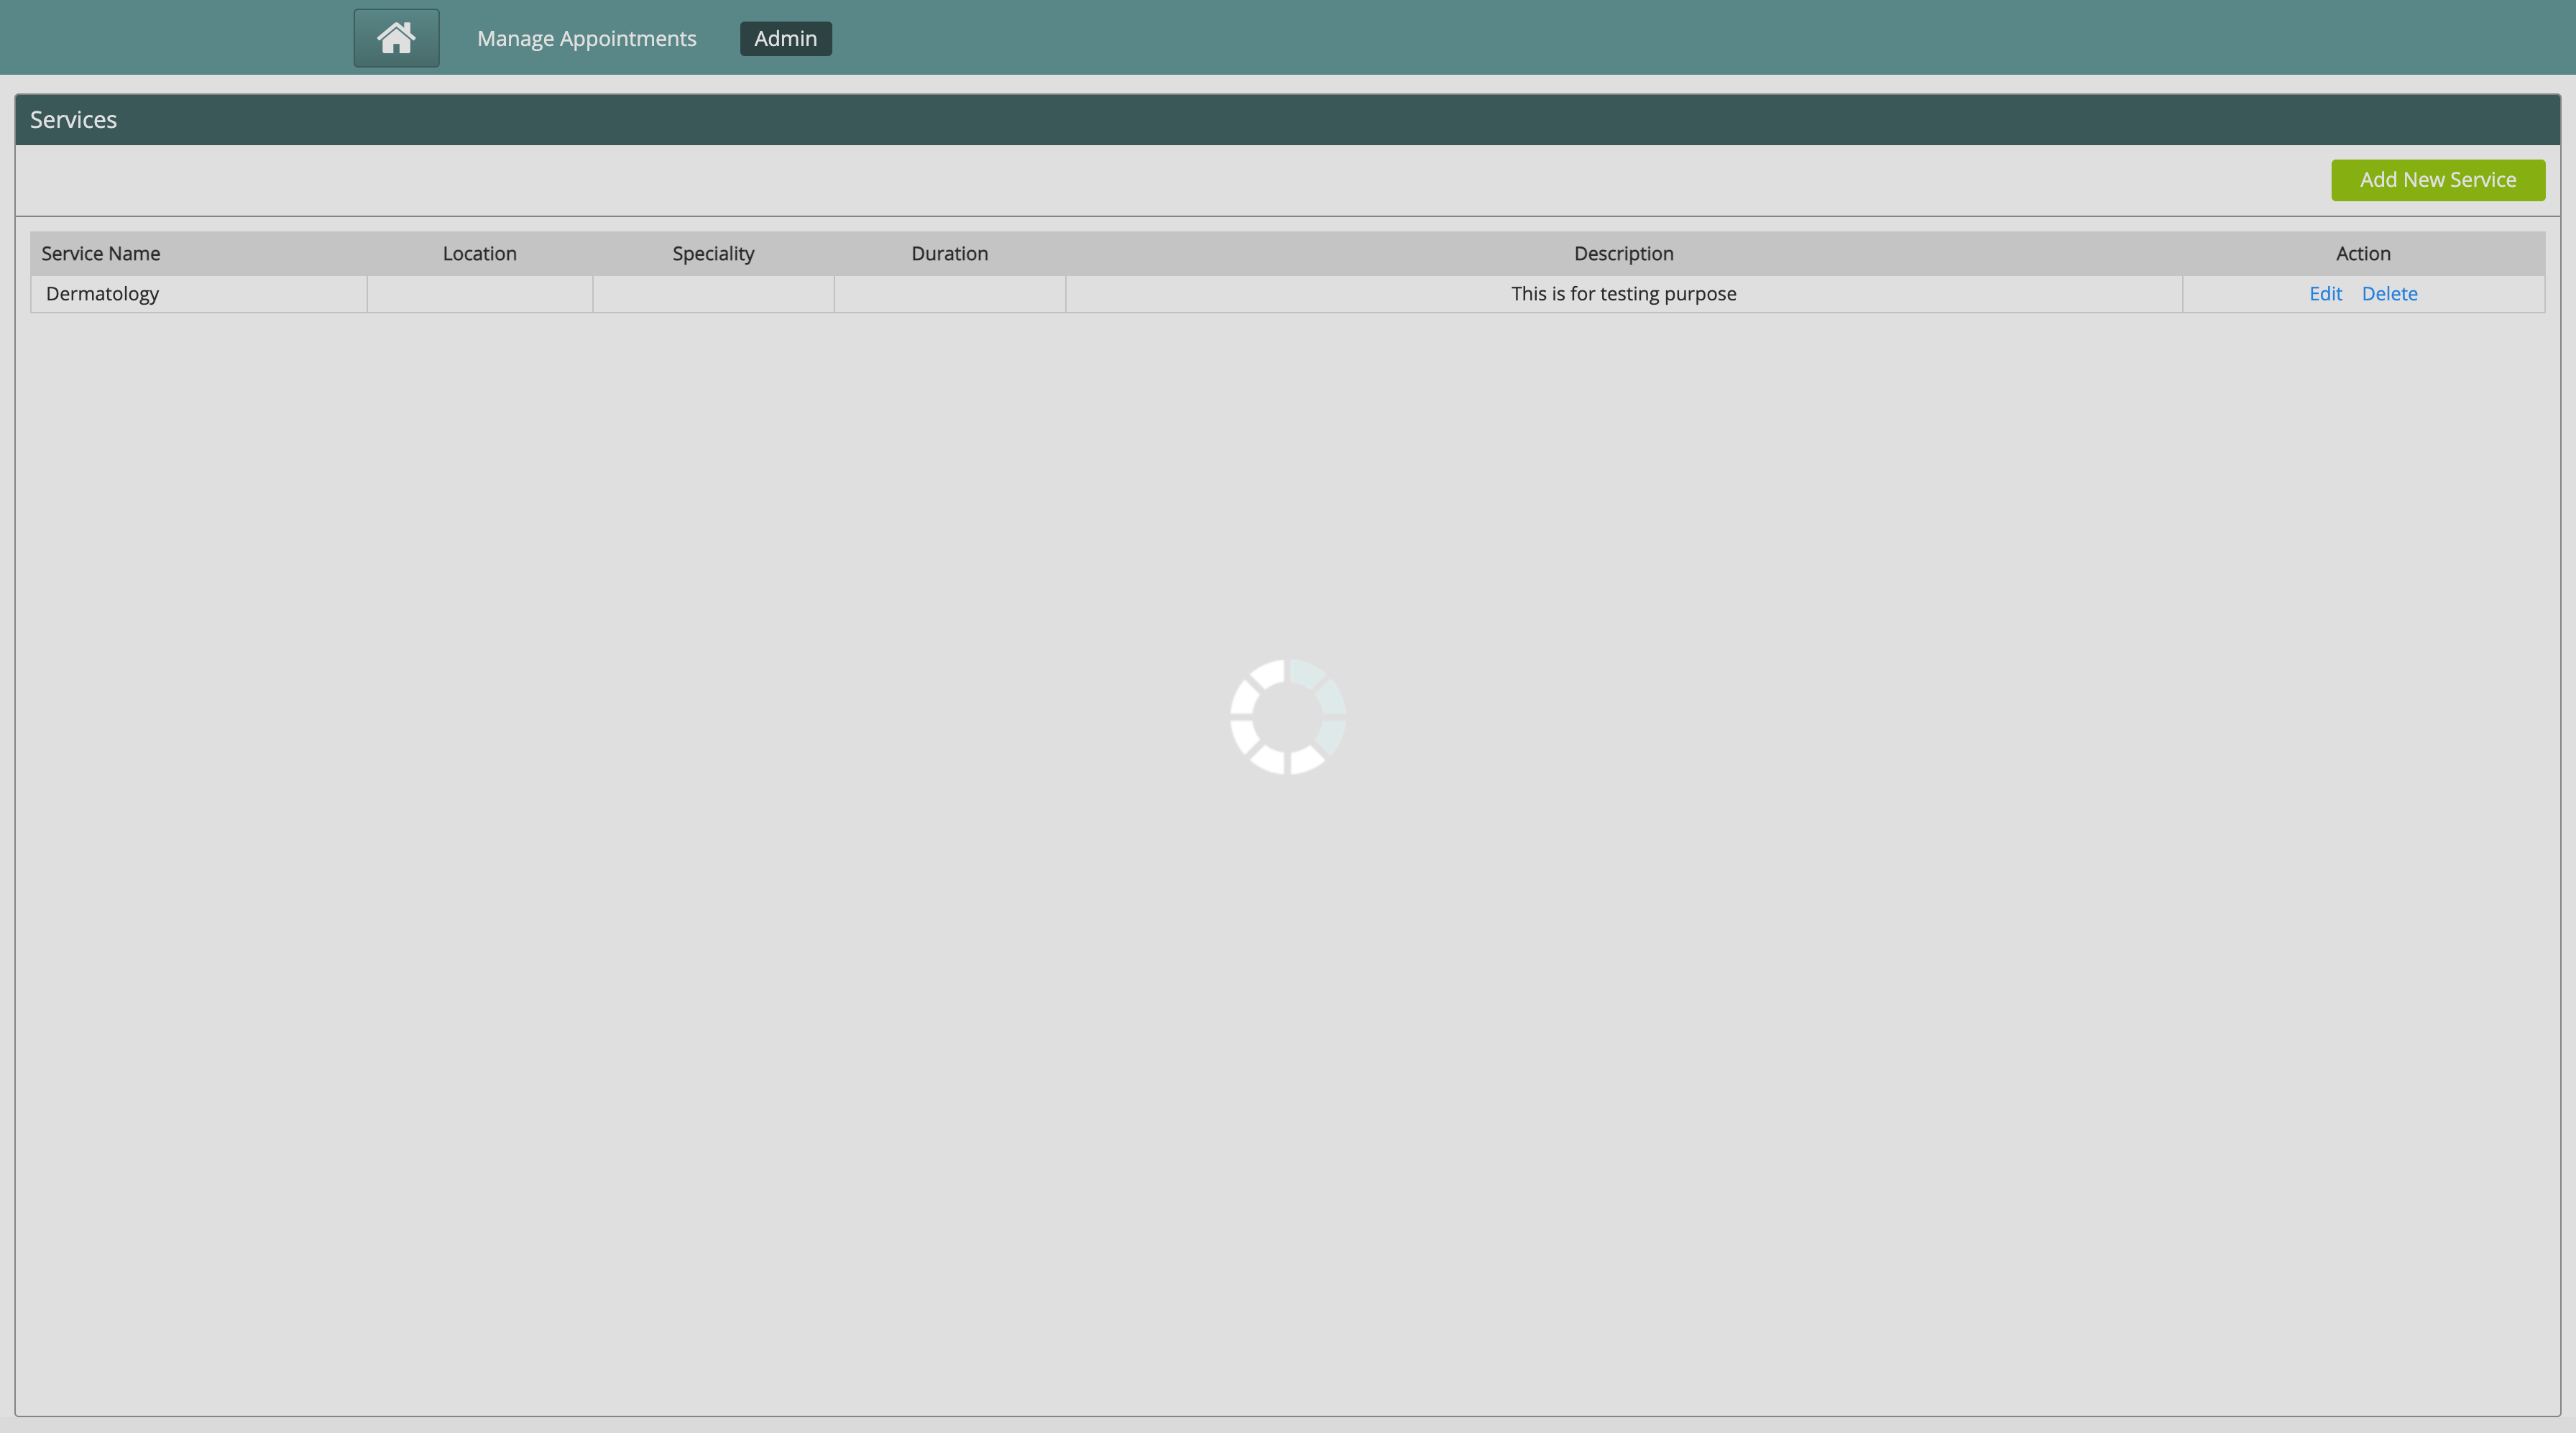 Manage Appointments Admin
Services
Add New Service
Service Name Location Speciality Duration Description Action
Dermatology This is for testing purpose Edit Delete